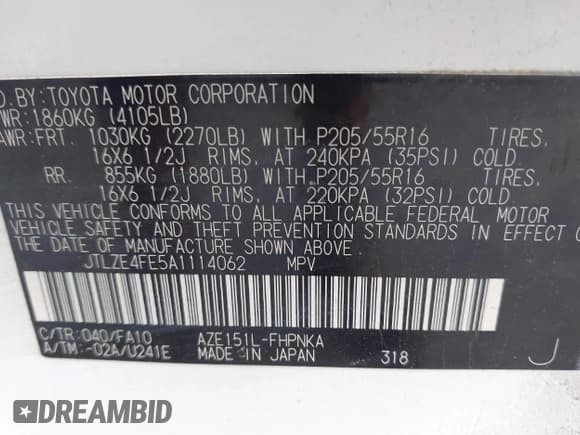 D. BY: TOYOTA MOTOR CORPORATION
WR: 1860KG (4105LB)
AWR: FRT. 1030KG (2270LB) WITH P205/55R16 TIRES,
16X6 1/2J RIMS, AT 240KPA (35PSI) COLD
RR. 855KG (1880LB) WITH P205/55R16 TIRES,
16X6 1/2J RIMS, AT 220KPA (32PSI) COLD
THIS VEHICLE CONFORMS TO ALL APPLICABLE FEDERAL MOTOR
VEHICLE SAFETY AND THEFT PREVENTION STANDARDS IN EFFECT ON
THE DATE OF MANUFACTURE SHOWN ABOVE.
JTLZE4FE5A1114062 MPV
C/TR: 040/FA10 AZE151L-FHPNKA
A/TM: -02A/U241E MADE IN JAPAN 318 J
DREAMBID